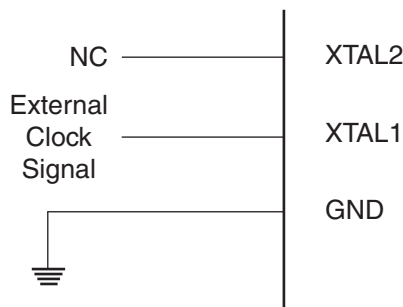 NC XTAL2
External
Clock XTAL1
Signal
GND